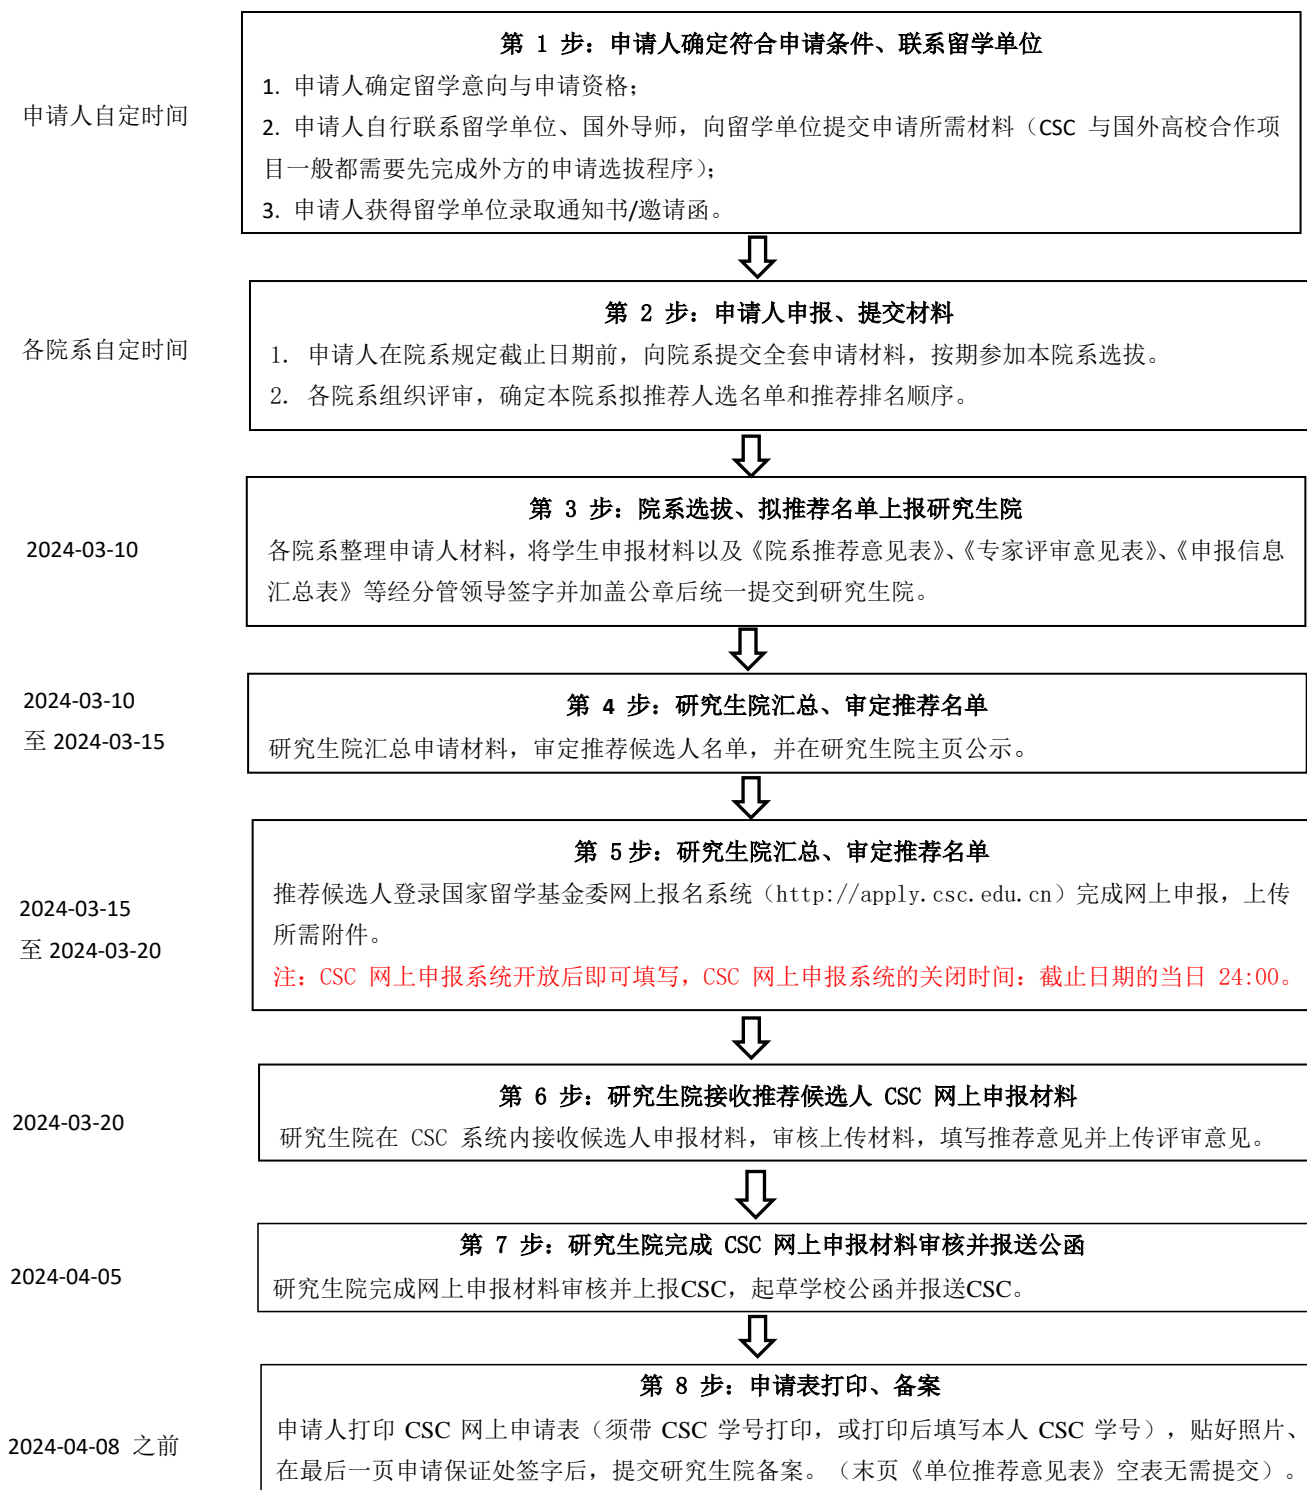 第 1 步：申请人确定符合申请条件、联系留学单位
申请人自定时间
1. 申请人确定留学意向与申请资格；
2. 申请人自行联系留学单位、国外导师，向留学单位提交申请所需材料（CSC 与国外高校合作项
目一般都需要先完成外方的申请选拔程序）；
3. 申请人获得留学单位录取通知书/邀请函。
第 2 步：申请人申报、提交材料
各院系自定时间
1. 申请人在院系规定截止日期前，向院系提交全套申请材料，按期参加本院系选拔。
2. 各院系组织评审，确定本院系拟推荐人选名单和推荐排名顺序。
第 3 步：院系选拔、拟推荐名单上报研究生院
2024-03-10
各院系整理申请人材料，将学生申报材料以及《院系推荐意见表》、《专家评审意见表》、《申报信息
汇总表》等经分管领导签字并加盖公章后统一提交到研究生院。
2024-03-10
至 2024-03-15
第 4 步：研究生院汇总、审定推荐名单
研究生院汇总申请材料，审定推荐候选人名单，并在研究生院主页公示。
第 5步：研究生院汇总、审定推荐名单
2024-03-15
至 2024-03-20
推荐候选人登录国家留学基金委网上报名系统（http://apply.csc.edu.cn）完成网上申报，上传
所需附件。
注：CSC 网上申报系统开放后即可填写，CSC 网上申报系统的关闭时间：截止日期的当日 24:00。
第 6 步：研究生院接收推荐候选人 CSC 网上申报材料
2024-03-20
研究生院在 CSC 系统内接收候选人申报材料，审核上传材料，填写推荐意见并上传评审意见。
第 7 步：研究生院完成 CSC 网上申报材料审核并报送公函
2024-04-05
研究生院完成网上申报材料审核并上报CSC，起草学校公函并报送CSC。
第 8 步：申请表打印、备案
2024-04-08 之前
申请人打印 CSC 网上申请表（须带 CSC 学号打印，或打印后填写本人 CSC 学号），贴好照片、
在最后一页申请保证处签字后，提交研究生院备案。（末页《单位推荐意见表》空表无需提交）。